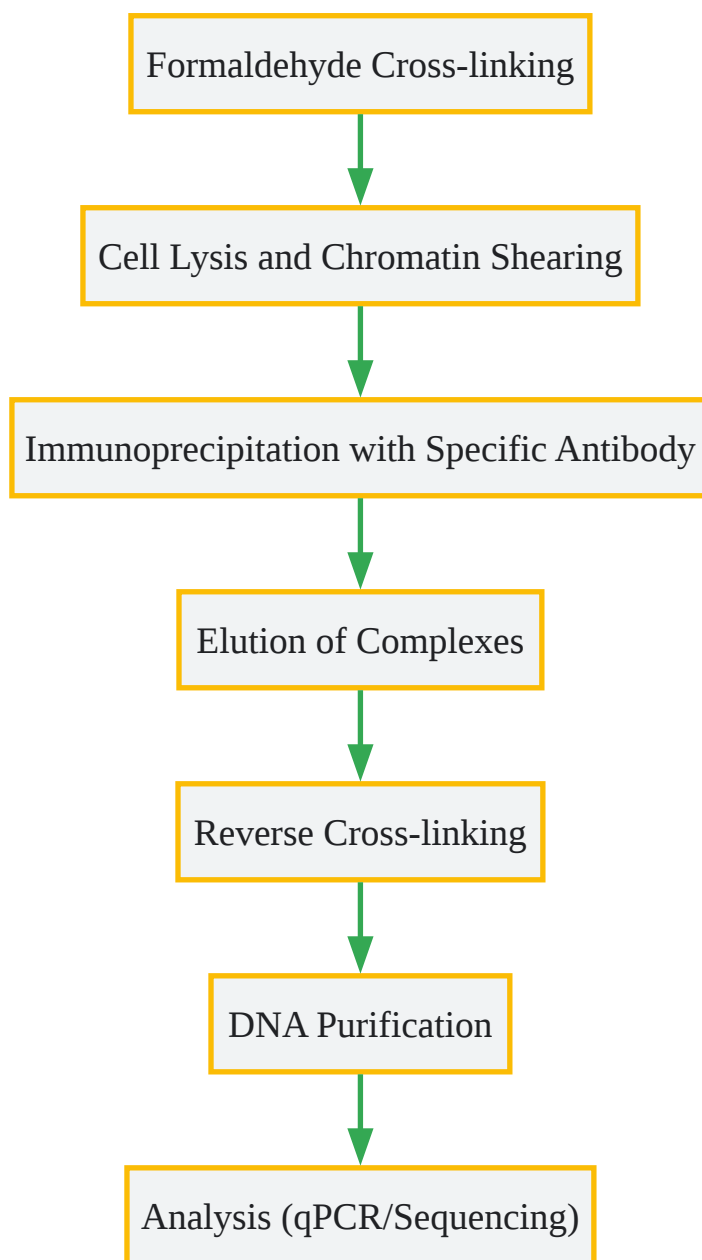 Formaldehyde Cross-linking
Cell Lysis and Chromatin Shearing
Immunoprecipitation with Specific Antibody
Elution of Complexes
Reverse Cross-linking
DNA Purification
Analysis (qPCR/Sequencing)